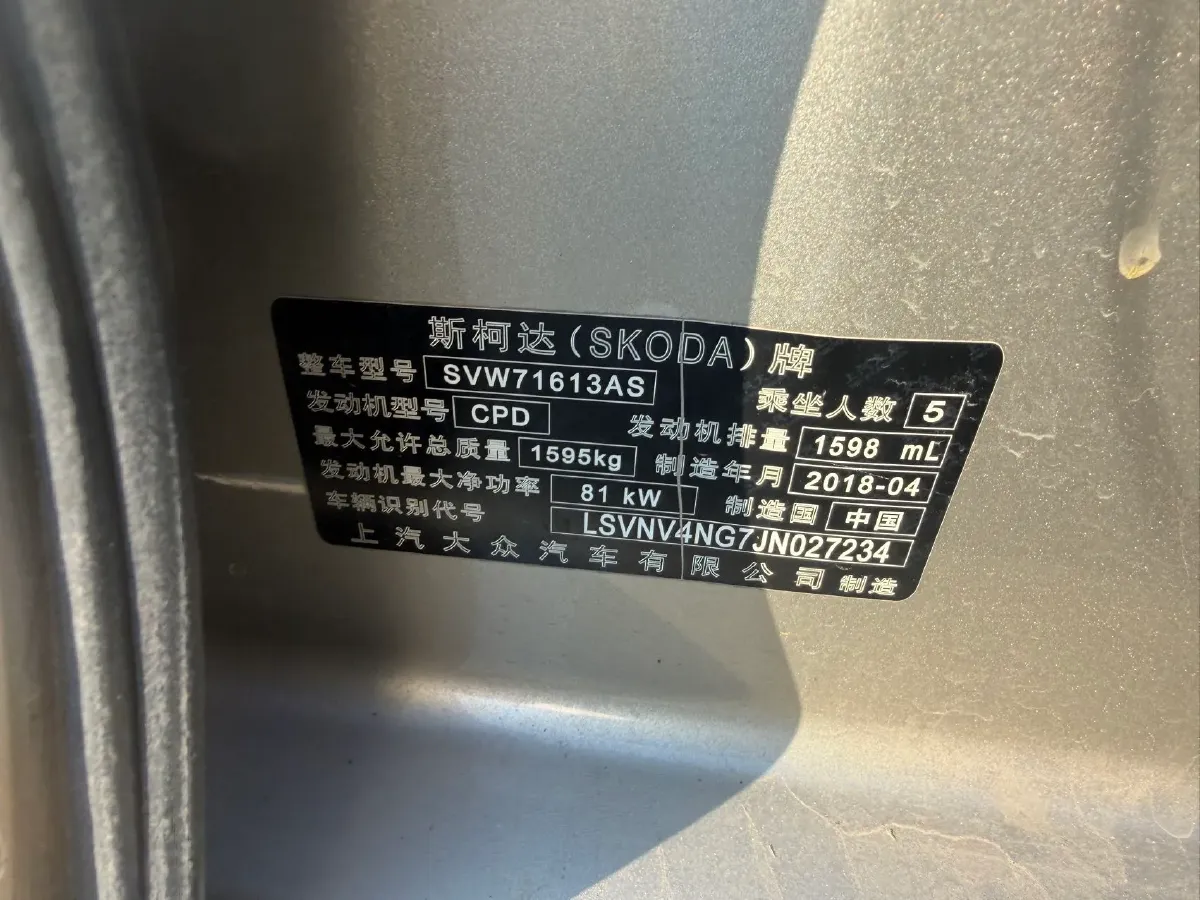 斯柯达(SKODA)牌
整车型号 SVW71613AS 乘坐人数 5
发动机型号 CPD 发动机排量 1598 mL
最大允许总质量 1595kg 制造年月 2018-04
发动机最大净功率 81 kW 制造国 中国
车辆识别代号 LSVNV4NG7JN027234
上汽大众汽车有限公司 制造